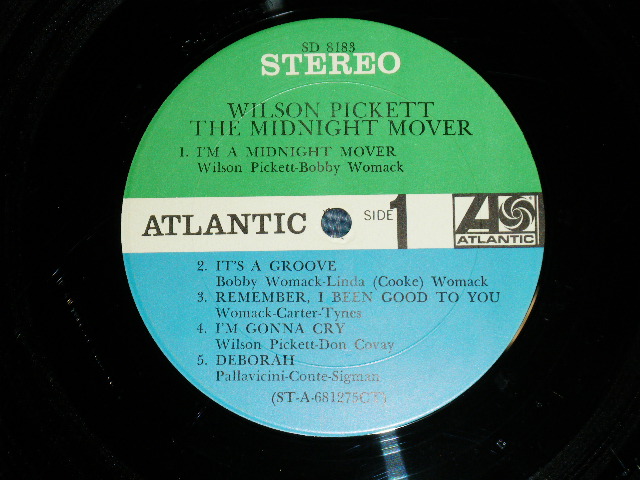 SD 8183
STEREO
WILSON PICKETT
THE MIDNIGHT MOVER
1. I'M A MIDNIGHT MOVER
Wilson Pickett-Bobby Womack
ATLANTIC SIDE 1 ATLANTIC
2. IT'S A GROOVE
Bobby Womack-Linda (Cooke) Womack
3. REMEMBER, I BEEN GOOD TO YOU
Womack-Carter-Tynes
4. I'M GONNA CRY
Wilson Pickett-Don Covay
5. DEBORAH
Pallavicini-Conte-Sigman
(ST-A-681275CTH)